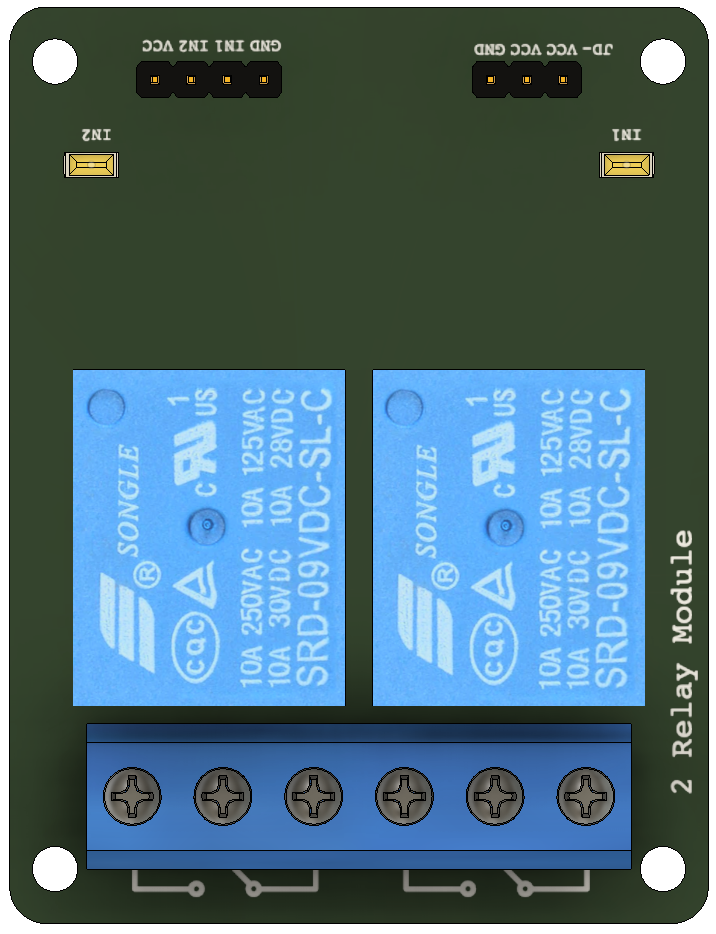 GND IN1 IN2 VCC
JD- VCC VCC GND
IN2
IN1
SONGLE ®
CQC
C US 1
10A 250VAC 10A 125VAC
10A 30VDC 10A 28VDC
SRD-09VDC-SL-C
SONGLE ®
CQC
C US 1
10A 250VAC 10A 125VAC
10A 30VDC 10A 28VDC
SRD-09VDC-SL-C
2 Relay Module